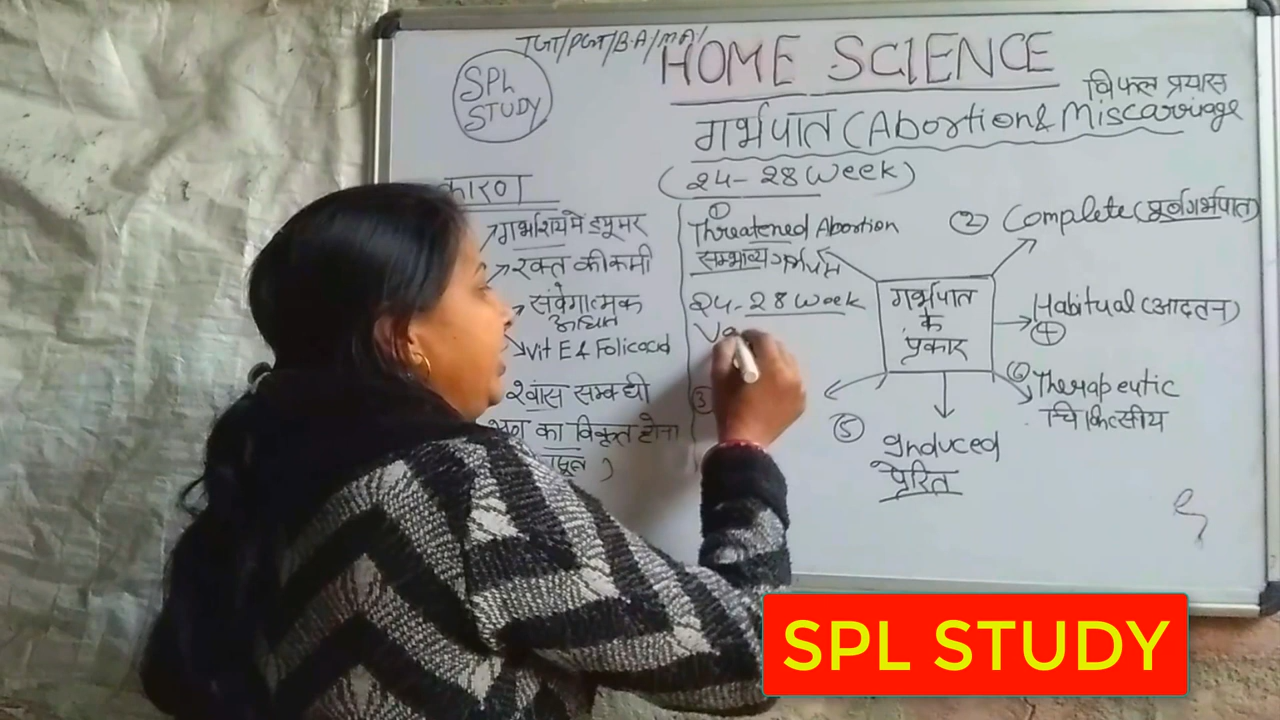 TGT/PGT/B.A/M.A/
SPL
STUDY
HOME SCIENCE
विफल प्रयास
गर्भपात (Abortion & Miscarriage
(24-28 Week)
कारण
गर्भाशय मे ट्यूमर
रक्त की कमी
संवेगात्मक
आघात
Vit E & Folic acid
श्वांस सम्बधी
का विकृत होना
①
Threatened Abortion
सम्भाव्य गर्भपात
24-28 Week
Va
③
② Complete (पूर्ण गर्भपात)
गर्भपात
के
प्रकार
Habitual (आदतन)
④
⑥ Therapeutic
चिकित्सीय
⑤
Induced
प्रेरित
SPL STUDY